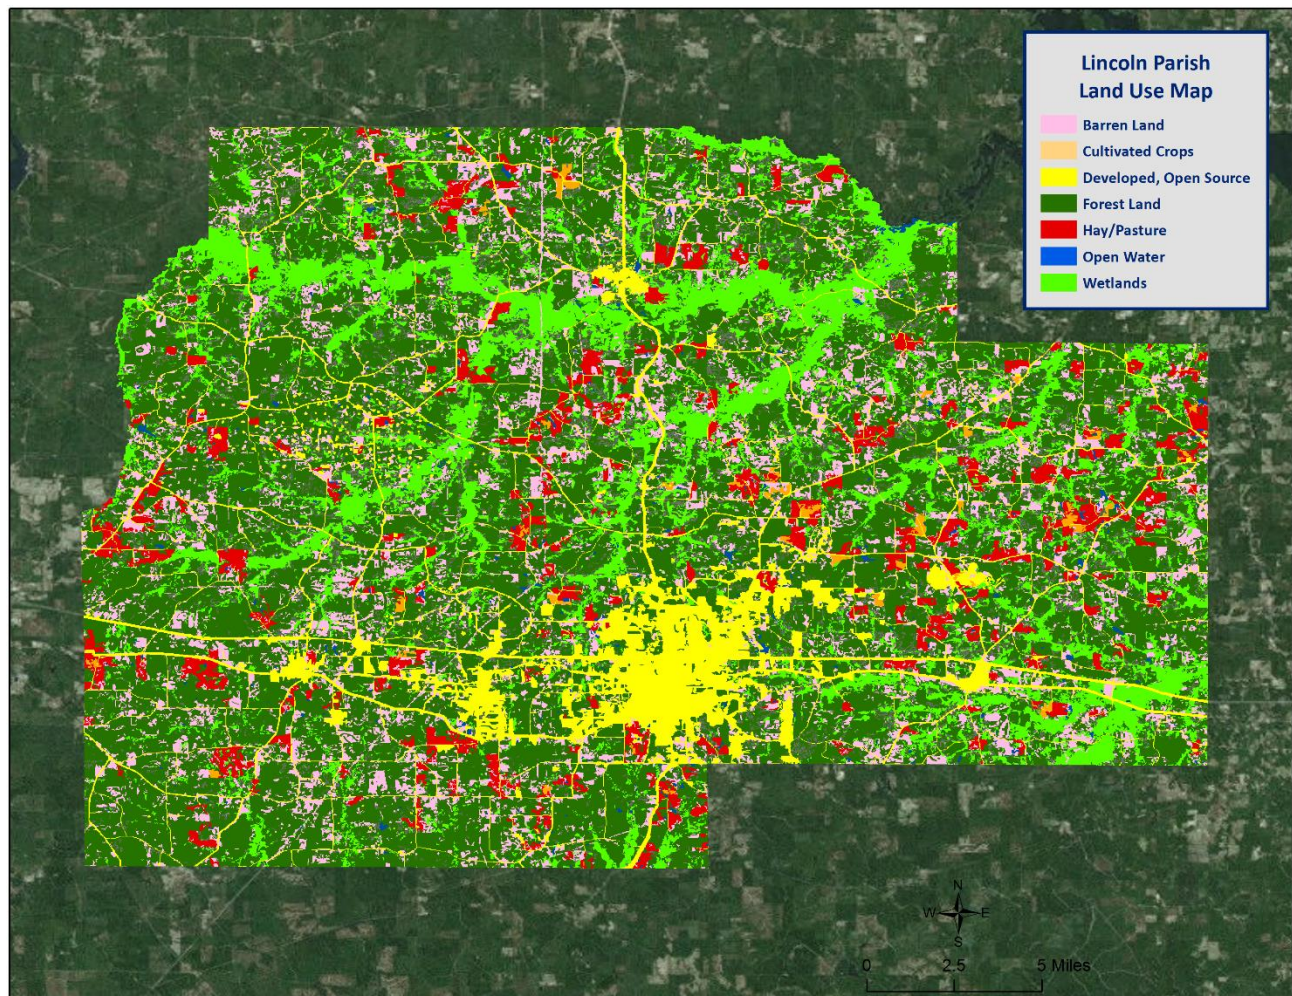 Lincoln Parish
Land Use Map
Barren Land
Cultivated Crops
Developed, Open Source
Forest Land
Hay/Pasture
Open Water
Wetlands
N
W E
S
0 2.5 5 Miles